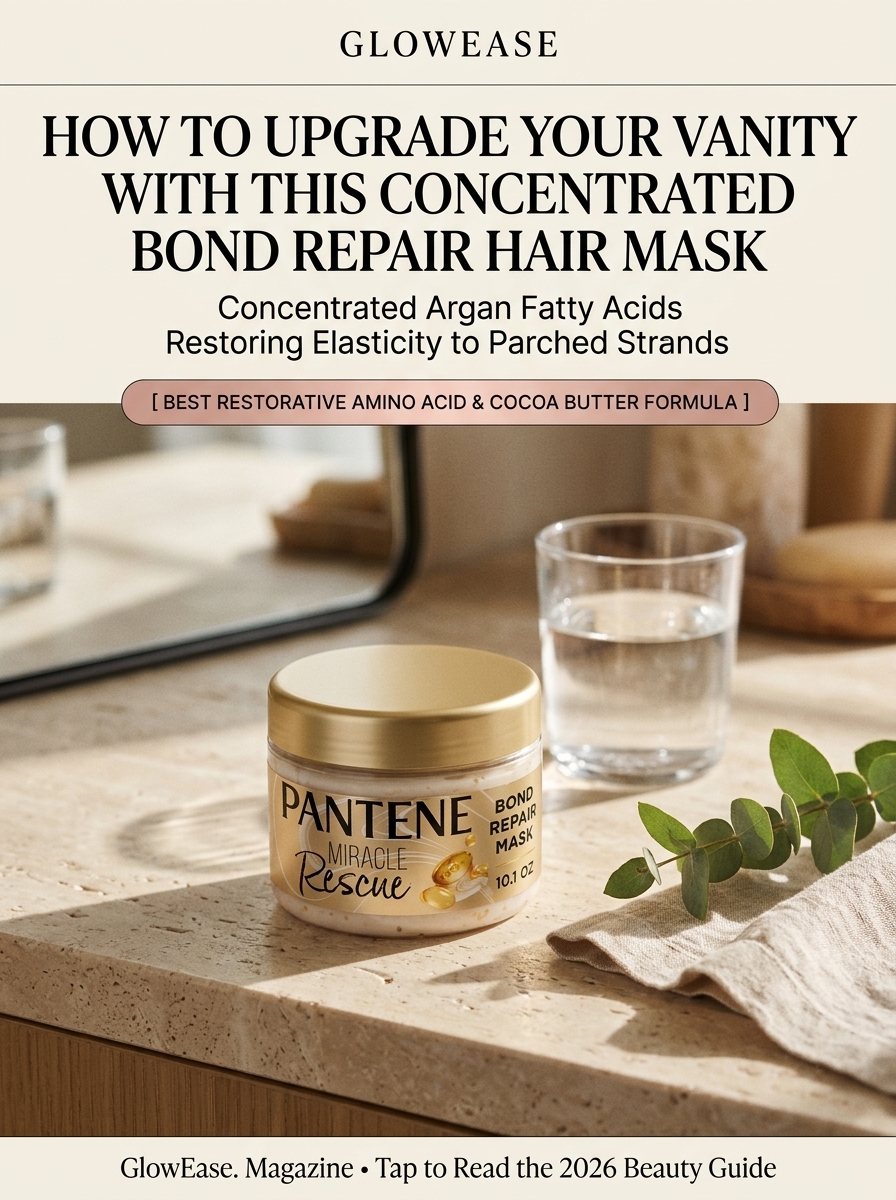 GLOWEASE
HOW TO UPGRADE YOUR VANITY
WITH THIS CONCENTRATED
BOND REPAIR HAIR MASK
Concentrated Argan Fatty Acids
Restoring Elasticity to Parched Strands
[ BEST RESTORATIVE AMINO ACID & COCOA BUTTER FORMULA ]
PANTENE
MIRACLE
Rescue
BOND
REPAIR
MASK
10.1 OZ
GlowEase. Magazine • Tap to Read the 2026 Beauty Guide